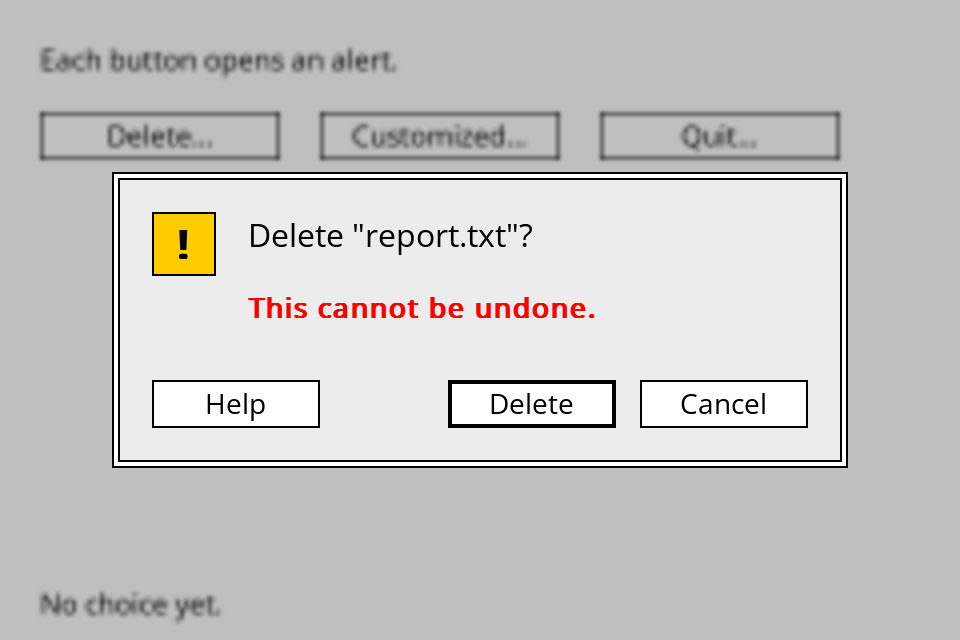 Each button opens an alert.
Delete... Customized... Quit...
!
Delete "report.txt"?
This cannot be undone.
Help Delete Cancel
No choice yet.